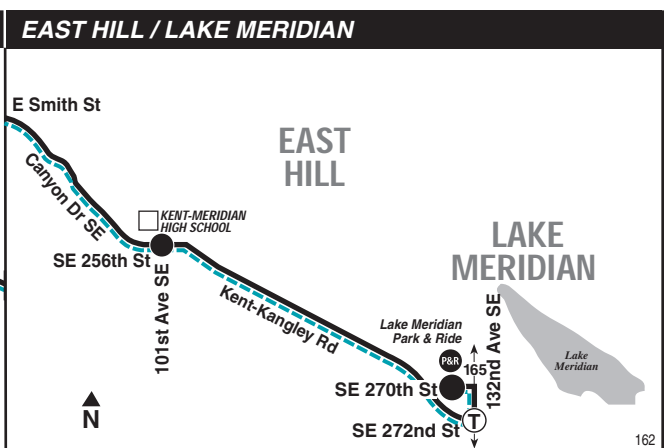 EAST HILL / LAKE MERIDIAN
E Smith St
EAST
HILL
Canyon Dr SE
KENT-MERIDIAN
HIGH SCHOOL
SE 256th St
101st Ave SE
Kent-Kangley Rd
LAKE
MERIDIAN
Lake Meridian
Park & Ride
P&R
165
132nd Ave SE
Lake
Meridian
SE 270th St
T
SE 272nd St
N
162